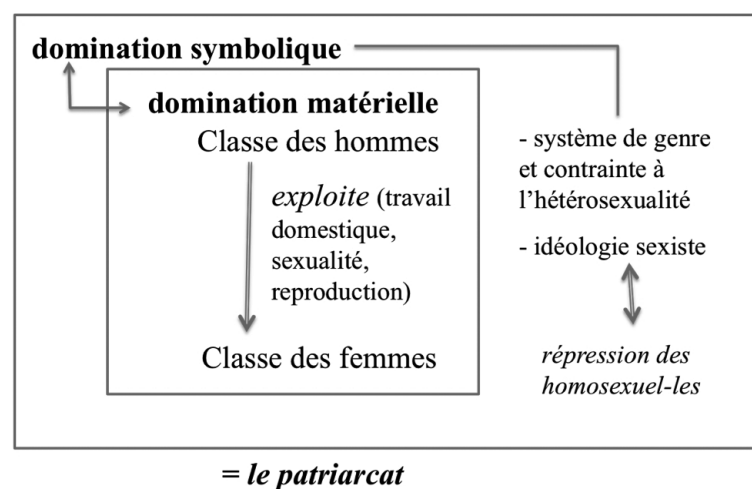 domination symbolique
domination matérielle
Classe des hommes
exploite (travail
domestique,
sexualité,
reproduction)
Classe des femmes
- système de genre
et contrainte à
l’hétérosexualité
- idéologie sexiste
répression des
homosexuel-les
= le patriarcat